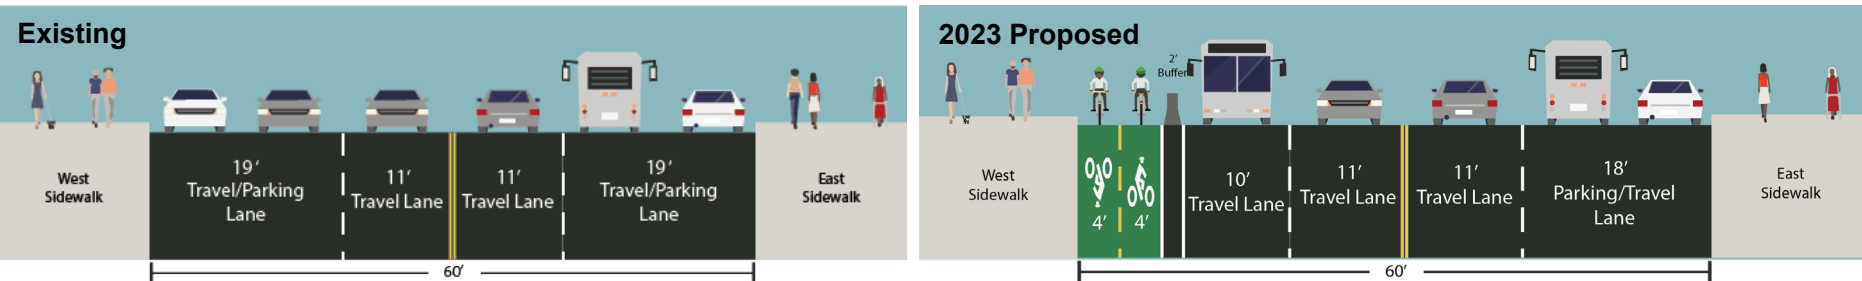 Existing
West
Sidewalk
19'
Travel/Parking
Lane
11'
Travel Lane
11'
Travel Lane
19'
Travel/Parking
Lane
East
Sidewalk
60'
2023 Proposed
2'
Buffer
West
Sidewalk
4'
4'
10'
Travel Lane
11'
Travel Lane
11'
Travel Lane
18'
Parking/Travel
Lane
East
Sidewalk
60'